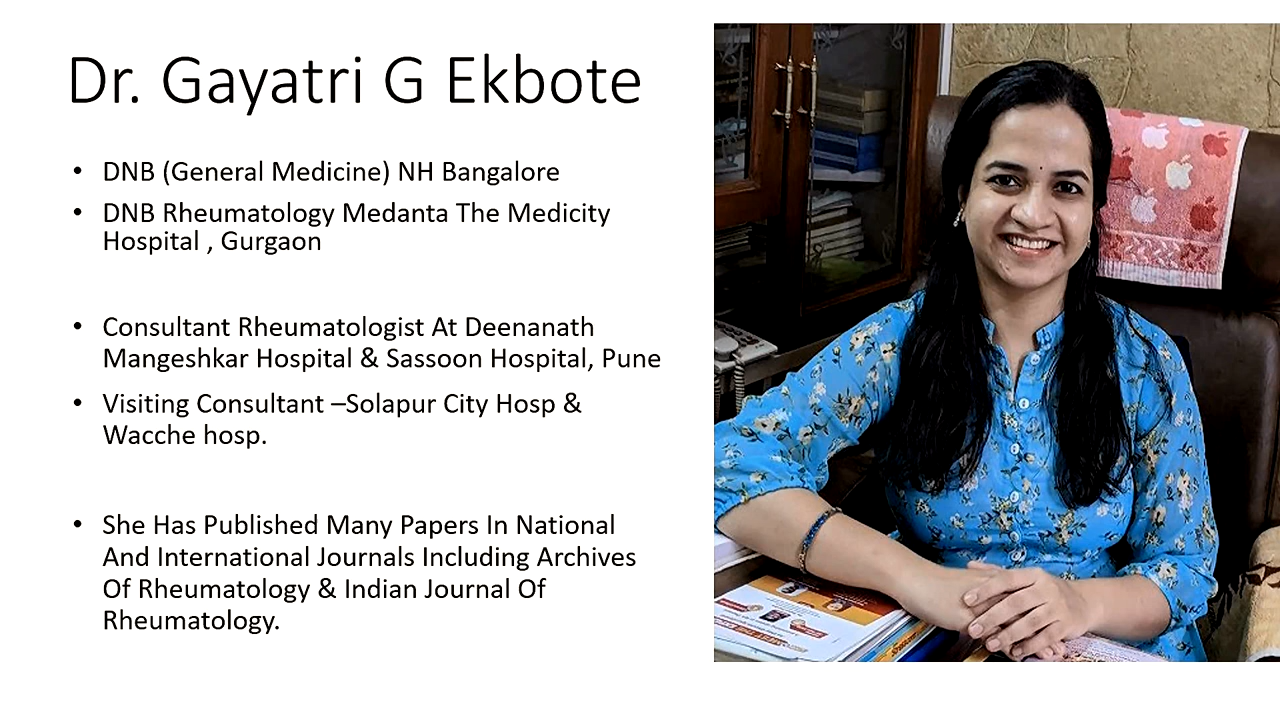 Dr. Gayatri G Ekbote
• DNB (General Medicine) NH Bangalore
• DNB Rheumatology Medanta The Medicity
Hospital , Gurgaon
• Consultant Rheumatologist At Deenanath
Mangeshkar Hospital & Sassoon Hospital, Pune
• Visiting Consultant –Solapur City Hosp &
Wacche hosp.
• She Has Published Many Papers In National
And International Journals Including Archives
Of Rheumatology & Indian Journal Of
Rheumatology.